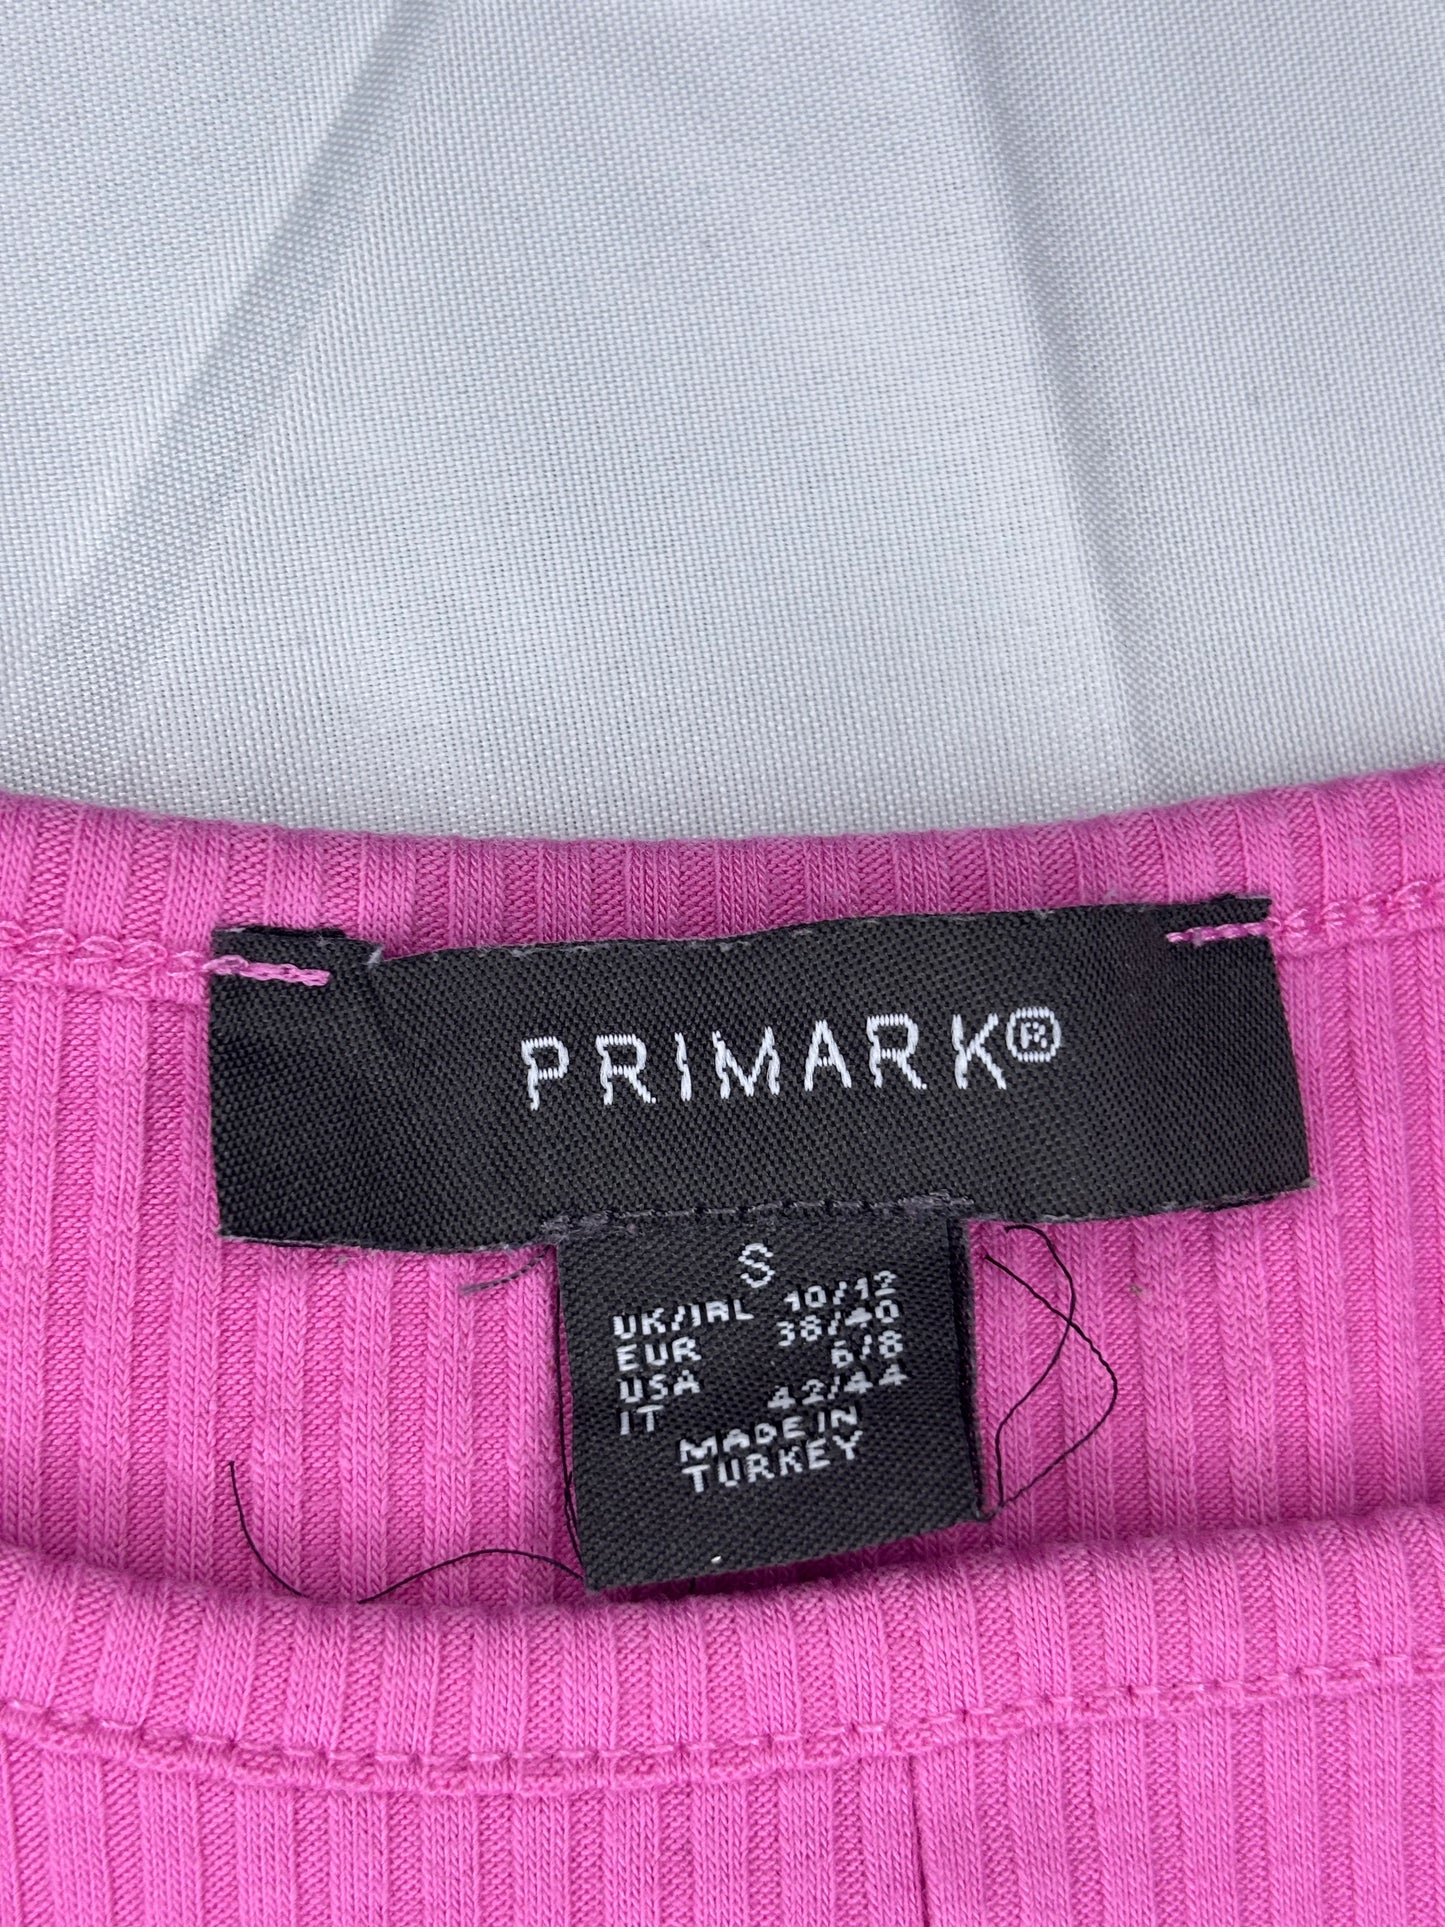 PRIMARK®
S
UK/IRL 10/12
EUR 38/40
USA 6/8
IT 42/44
MADE IN
TURKEY